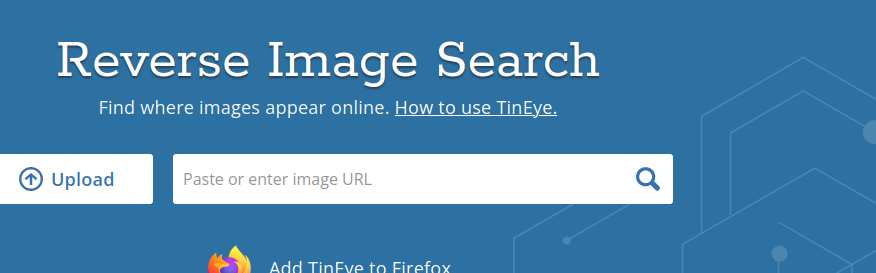 Reverse Image Search
Find where images appear online. How to use TinEye.
Upload
Paste or enter image URL
Add TinEye to Firefox